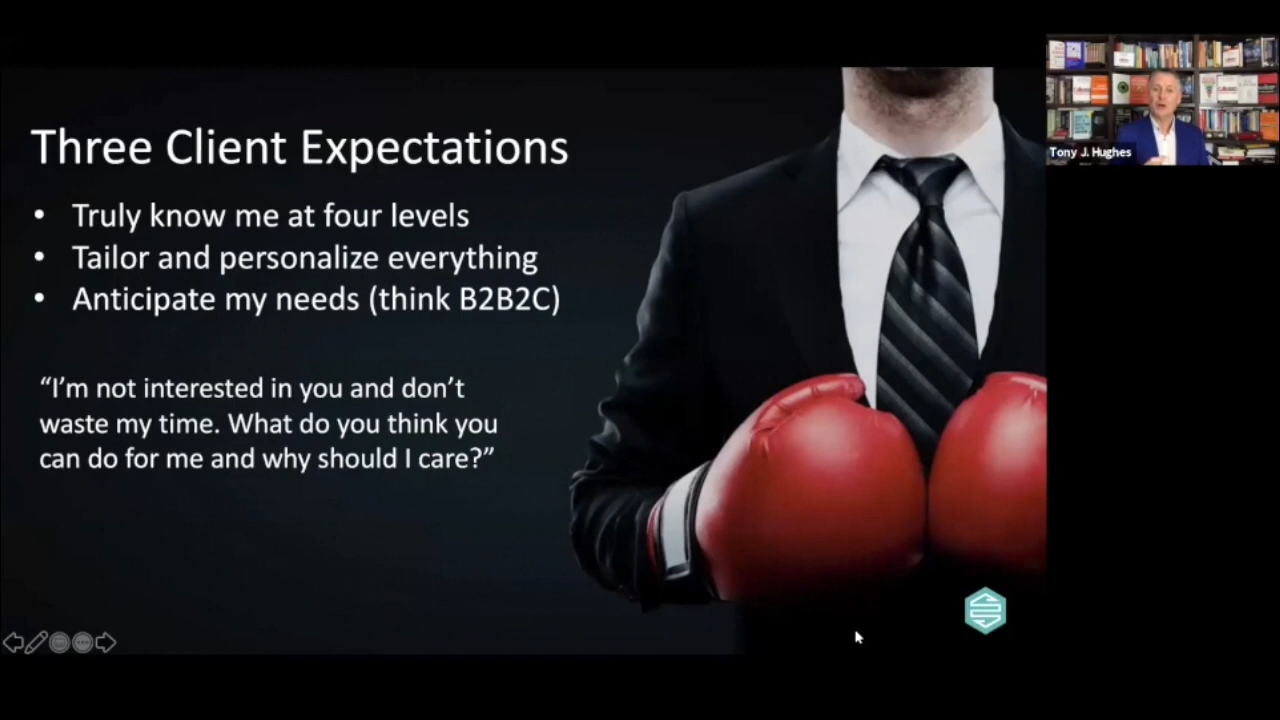 Three Client Expectations
• Truly know me at four levels
• Tailor and personalize everything
• Anticipate my needs (think B2B2C)
“I’m not interested in you and don’t
waste my time. What do you think you
can do for me and why should I care?”
Tony J. Hughes